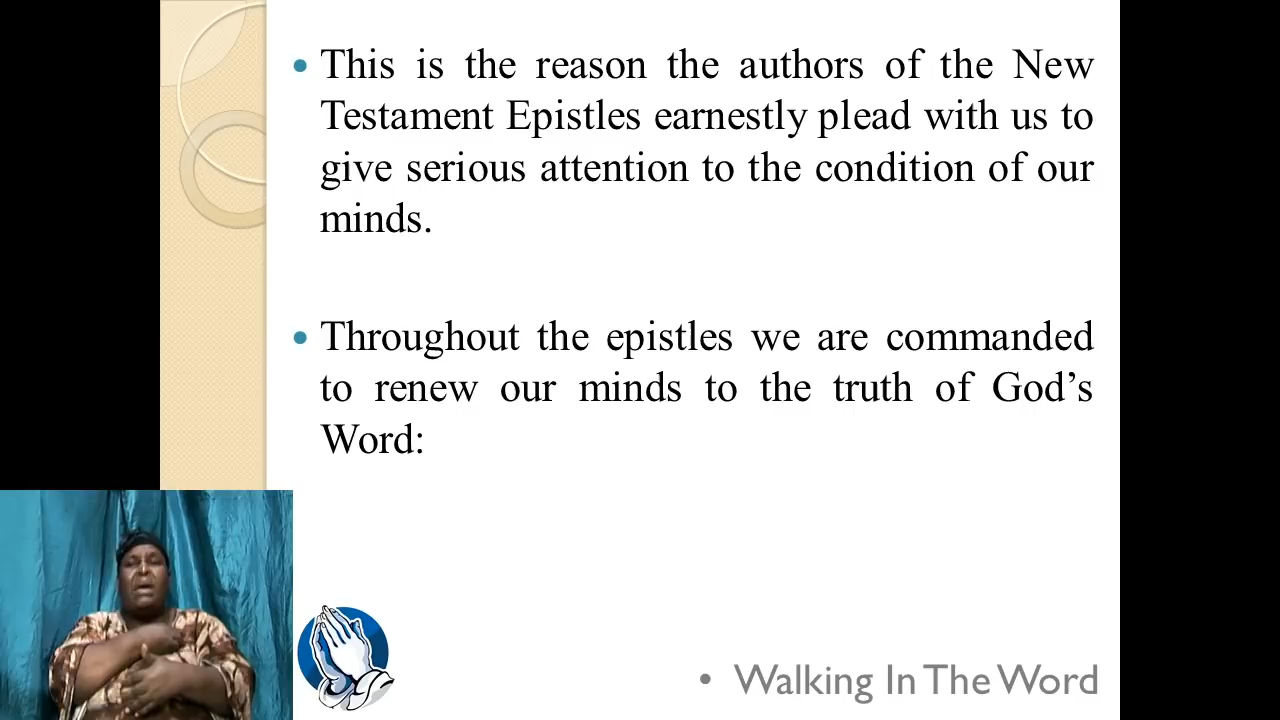 • This is the reason the authors of the New
Testament Epistles earnestly plead with us to
give serious attention to the condition of our
minds.
• Throughout the epistles we are commanded
to renew our minds to the truth of God’s
Word:
• Walking In The Word